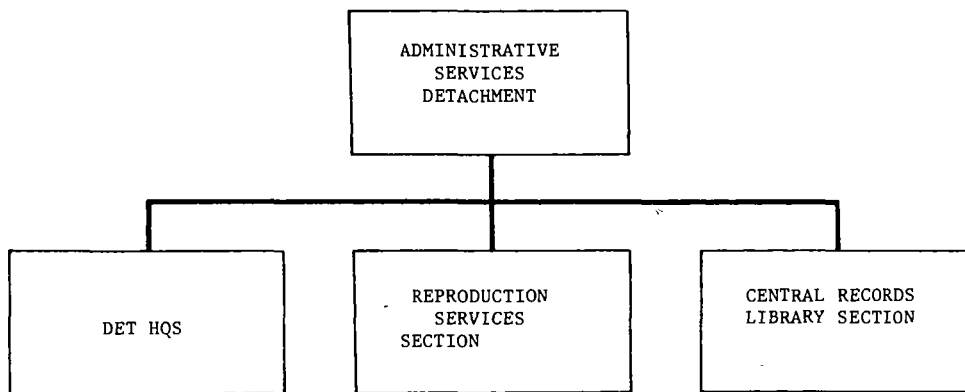 ADMINISTRATIVE
SERVICES
DETACHMENT
DET HQS
REPRODUCTION
SERVICES
SECTION
CENTRAL RECORDS
LIBRARY SECTION